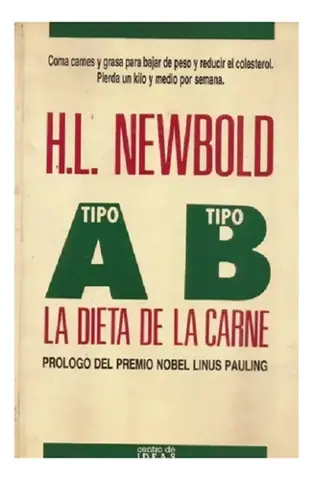 Coma carnes y grasa para bajar de peso y reducir el colesterol.
Pierda un kilo y medio por semana.
H.L. NEWBOLD
TIPO TIPO
A B
LA DIETA DE LA CARNE
PROLOGO DEL PREMIO NOBEL LINUS PAULING
centro de
IDEAS